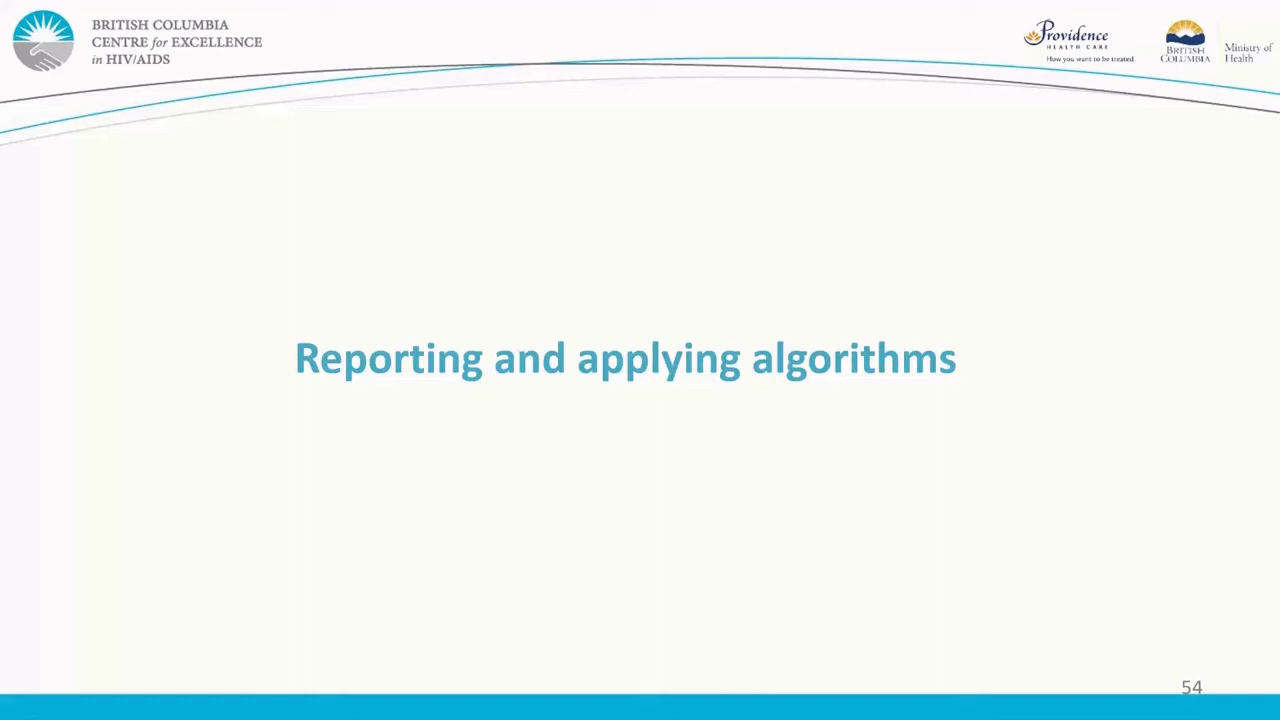 BRITISH COLUMBIA
CENTRE for EXCELLENCE
in HIV/AIDS
Providence
HEALTH CARE
How you want to be treated.
BRITISH
COLUMBIA
Ministry of
Health
Reporting and applying algorithms
54